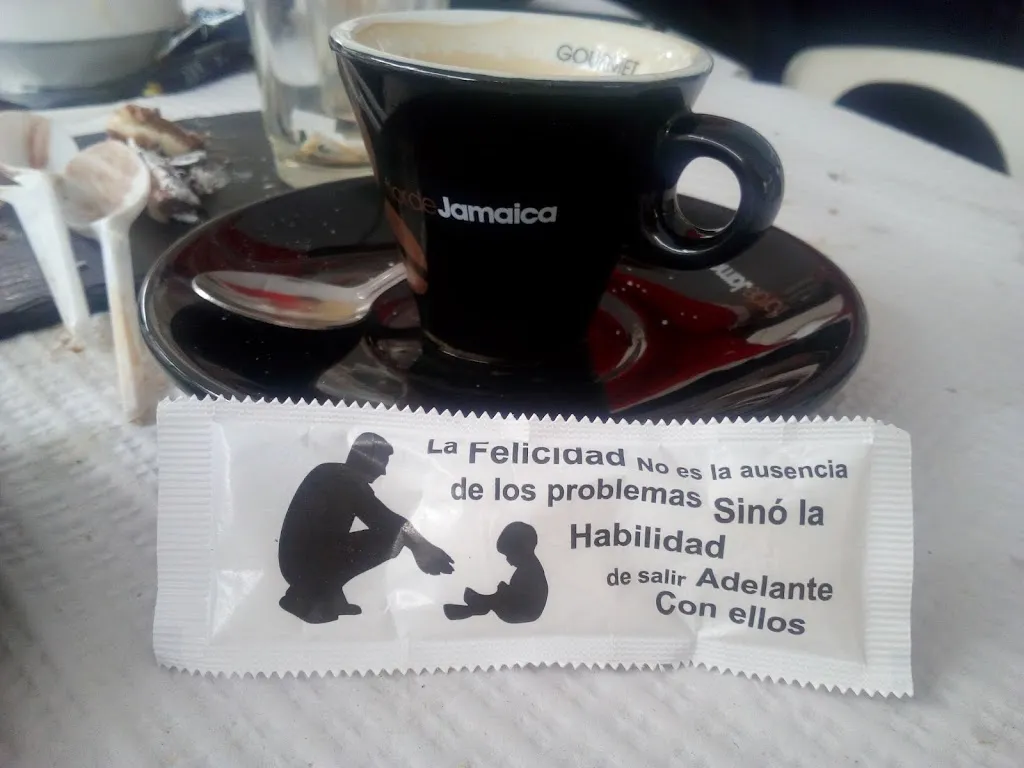 GOURMET
Jamaica
La Felicidad No es la ausencia
de los problemas Sinó la
Habilidad
de salir Adelante
Con ellos